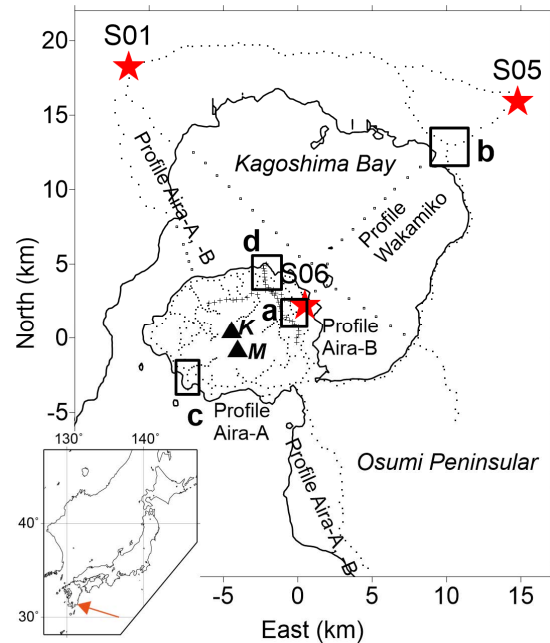 20
S01
S05
15
Kagoshima Bay
b
Profile Aira-A, -B
Profile
Wakamiko
10
North (km)
5
d
S06
a
K
M
0
Profile
Aira-B
-5
c
Profile
Aira-A
Osumi Peninsular
Profile Aira-A, -B
130°
140°
40°
30°
-5
0
5
10
15
East (km)